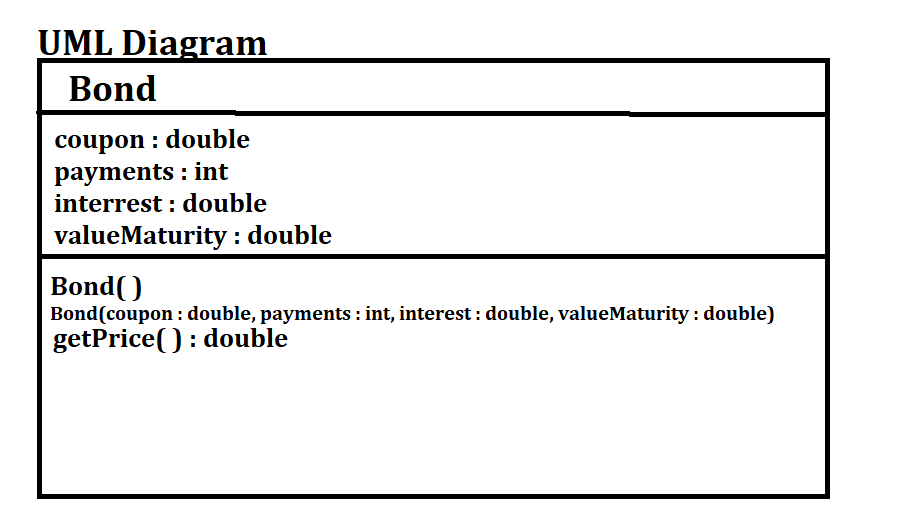 UML Diagram
Bond
coupon : double
payments : int
interrest : double
valueMaturity : double
Bond( )
Bond(coupon : double, payments : int, interest : double, valueMaturity : double)
getPrice( ) : double